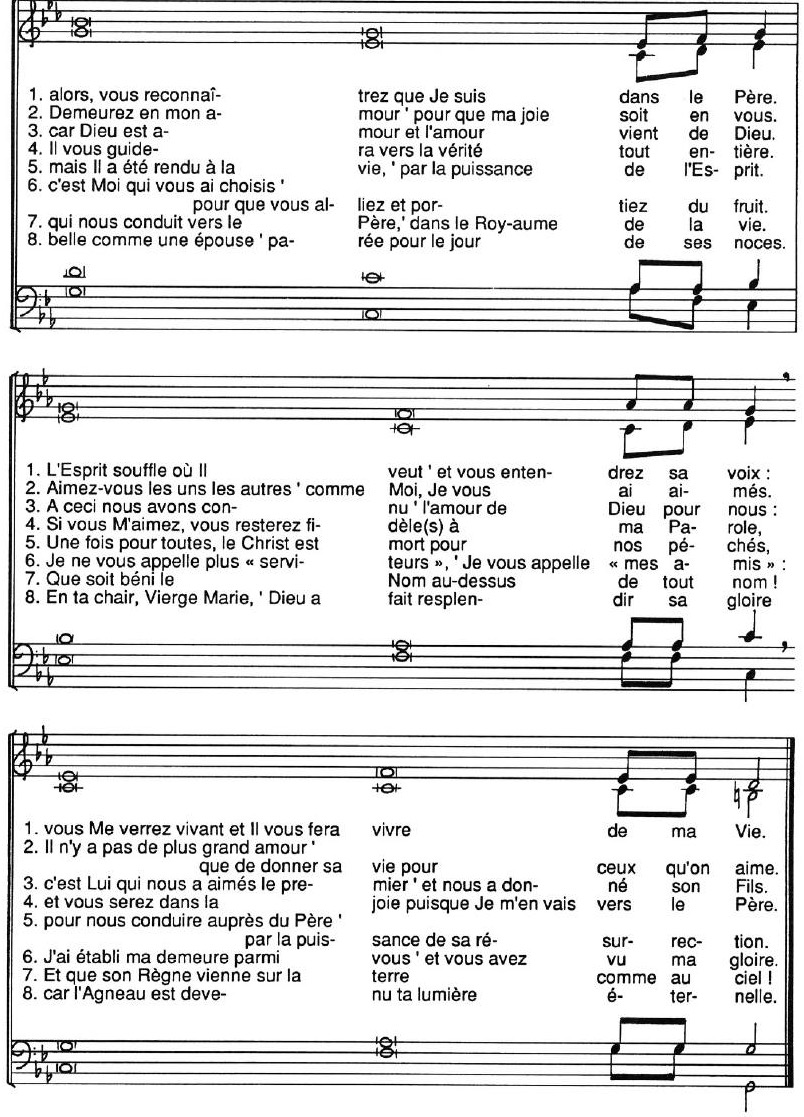 1. alors, vous reconnaî- trez que Je suis dans le Père.
2. Demeurez en mon a- mour ' pour que ma joie soit en vous.
3. car Dieu est a- mour et l'amour vient de Dieu.
4. Il vous guide- ra vers la vérité tout en- tière.
5. mais Il a été rendu à la vie, ' par la puissance de l'Es- prit.
6. c'est Moi qui vous ai choisis '
pour que vous al- liez et por- tiez du fruit.
7. qui nous conduit vers le Père,' dans le Roy-aume de la vie.
8. belle comme une épouse ' pa- rée pour le jour de ses noces.
1. L'Esprit souffle où Il veut ' et vous enten- drez sa voix :
2. Aimez-vous les uns les autres ' comme Moi, Je vous ai ai- més.
3. A ceci nous avons con- nu ' l'amour de Dieu pour nous :
4. Si vous M'aimez, vous resterez fi- dèle(s) à ma Pa- role,
5. Une fois pour toutes, le Christ est mort pour nos pé- chés,
6. Je ne vous appelle plus « servi- teurs », ' Je vous appelle « mes a- mis » :
7. Que soit béni le Nom au-dessus de tout nom !
8. En ta chair, Vierge Marie, ' Dieu a fait resplen- dir sa gloire
1. vous Me verrez vivant et Il vous fera vivre de ma Vie.
2. Il n'y a pas de plus grand amour '
que de donner sa vie pour ceux qu'on aime.
3. c'est Lui qui nous a aimés le pre- mier ' et nous a don- né son Fils.
4. et vous serez dans la joie puisque Je m'en vais vers le Père.
5. pour nous conduire auprès du Père '
par la puis- sance de sa ré- sur- rec- tion.
6. J'ai établi ma demeure parmi vous ' et vous avez vu ma gloire.
7. Et que son Règne vienne sur la terre comme au ciel !
8. car l'Agneau est deve- nu ta lumière é- ter- nelle.